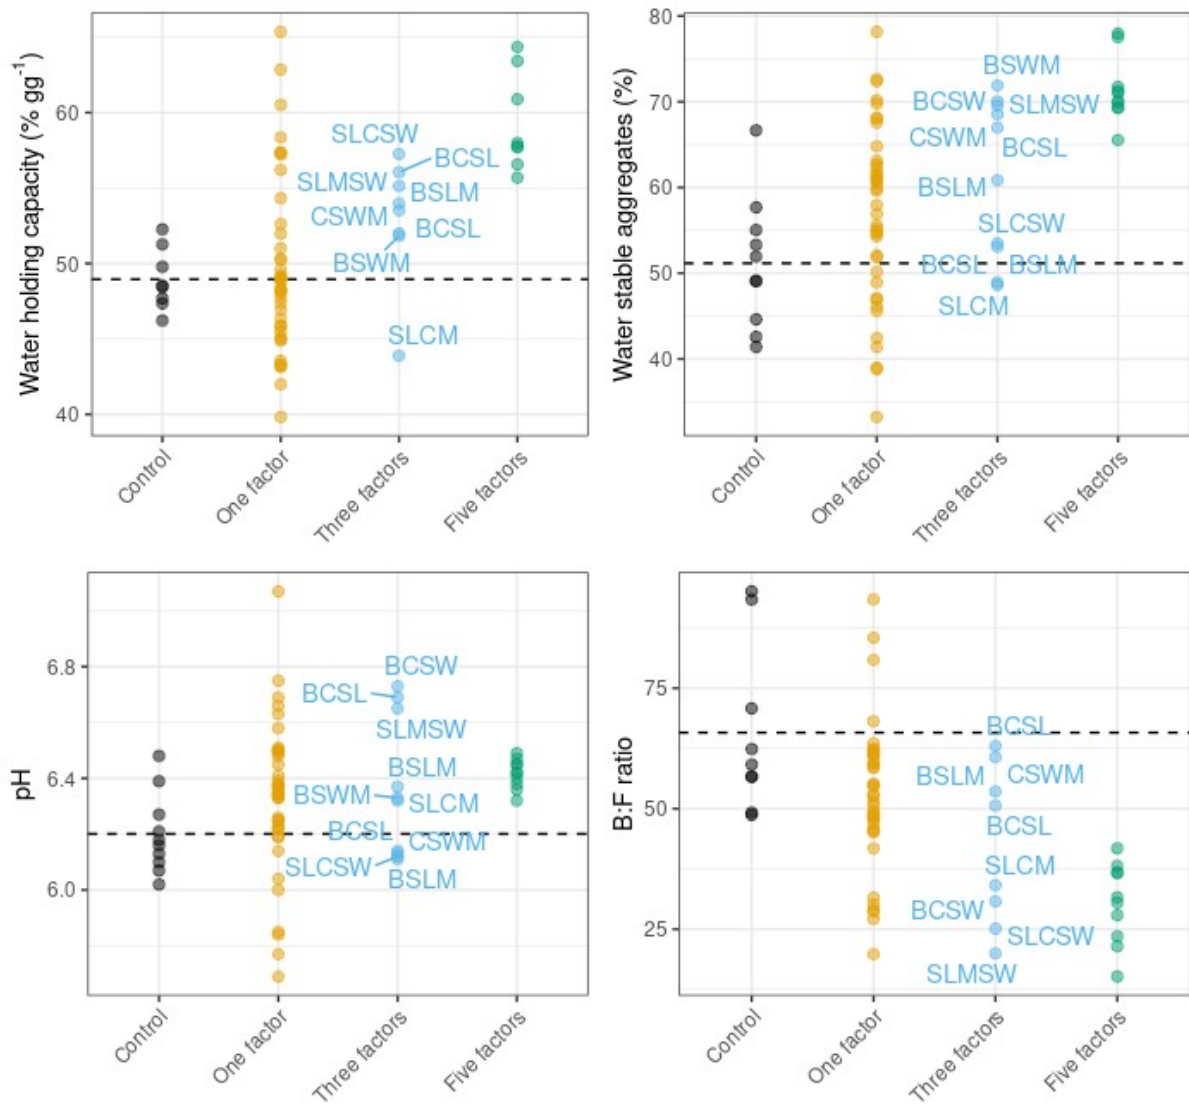 Water holding capacity (% gg-1)
60
50
40
SLCSW
BCSL
SLMSW
BSLM
CSWM
BCSL
BSWM
SLCM
Control
One factor
Three factors
Five factors
Water stable aggregates (%)
80
70
60
50
40
BSWM
BCSW
SLMSW
CSWM
BCSL
BSLM
SLCSW
BCSL
BSLM
SLCM
Control
One factor
Three factors
Five factors
pH
6.8
6.4
6.0
BCSW
BCSL
SLMSW
BSLM
BSWM
SLCM
BCSL
CSWM
SLCSW
BSLM
Control
One factor
Three factors
Five factors
B:F ratio
75
50
25
BCSL
BSLM
CSWM
BCSL
SLCM
BCSW
SLCSW
SLMSW
Control
One factor
Three factors
Five factors